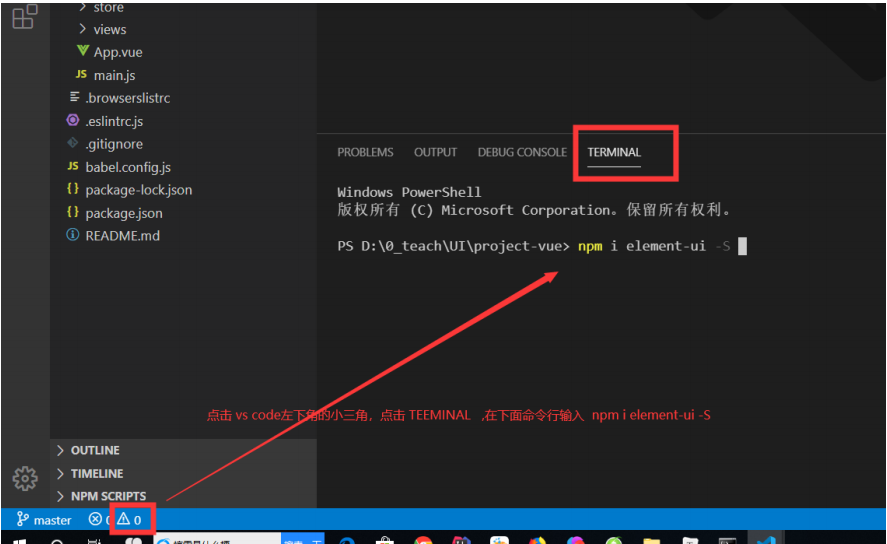 store
views
App.vue
JS main.js
.browserslistrc
.eslintrc.js
.gitignore
JS babel.config.js
{} package-lock.json
{} package.json
README.md
PROBLEMS OUTPUT DEBUG CONSOLE TERMINAL
Windows PowerShell
版权所有 (C) Microsoft Corporation。保留所有权利。
PS D:\0_teach\UI\project-vue> npm i element-ui -S
点击 vs code左下角的小三角，点击 TEEMINAL ,在下面命令行输入 npm i element-ui -S
OUTLINE
TIMELINE
NPM SCRIPTS
master 0 0